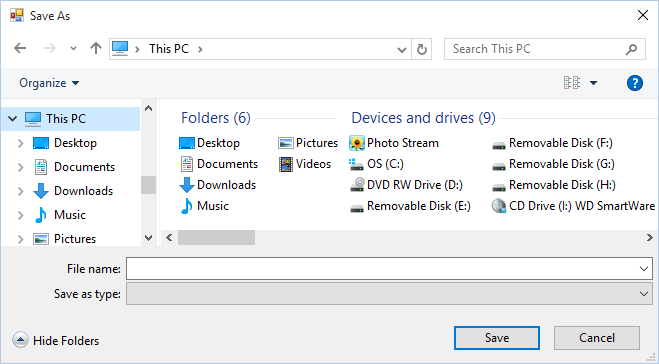 Save As
This PC
Search This PC
Organize
?
This PC
Desktop
Documents
Downloads
Music
Pictures
Folders (6)
Desktop
Pictures
Documents
Videos
Downloads
Music
Devices and drives (9)
Photo Stream
Removable Disk (F:)
OS (C:)
Removable Disk (G:)
DVD RW Drive (D:)
Removable Disk (H:)
Removable Disk (E:)
CD Drive (I:) WD SmartWare
File name:
Save as type:
Hide Folders
Save
Cancel